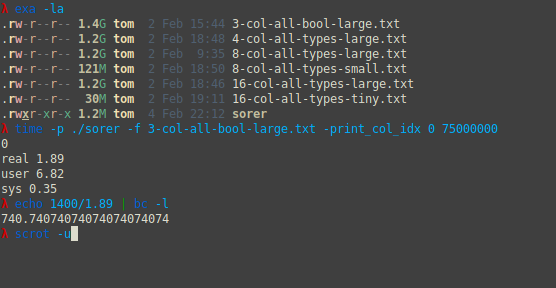 λ exa -la
.rw-r--r-- 1.4G tom  2 Feb 15:44 3-col-all-bool-large.txt
.rw-r--r-- 1.2G tom  2 Feb 18:48 4-col-all-types-large.txt
.rw-r--r-- 1.2G tom  2 Feb  9:35 8-col-all-types-large.txt
.rw-r--r-- 121M tom  2 Feb 18:50 8-col-all-types-small.txt
.rw-r--r-- 1.2G tom  2 Feb 18:46 16-col-all-types-large.txt
.rw-r--r--  30M tom  2 Feb 19:11 16-col-all-types-tiny.txt
.rwxr-xr-x 1.2M tom  4 Feb 22:12 sorer
λ time -p ./sorer -f 3-col-all-bool-large.txt -print_col_idx 0 75000000
0
real 1.89
user 6.82
sys 0.35
λ echo 1400/1.89 | bc -l
740.74074074074074074074
λ scrot -u